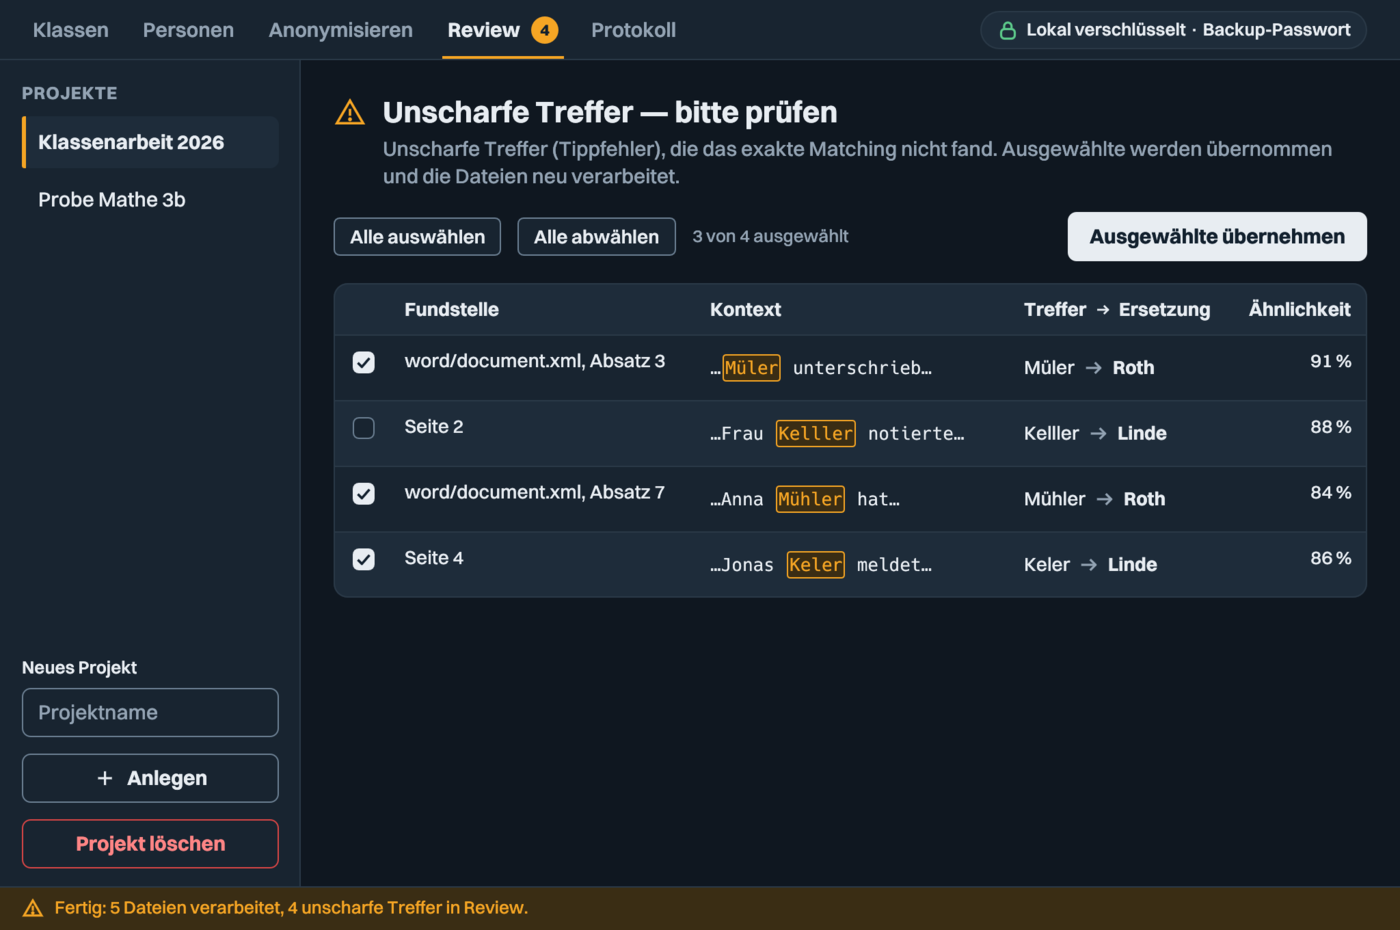 Klassen Personen Anonymisieren Review 4 Protokoll Lokal verschlüsselt · Backup-Passwort
PROJEKTE
Klassenarbeit 2026
Probe Mathe 3b
Neues Projekt
Projektname
+ Anlegen
Projekt löschen
Unscharfe Treffer — bitte prüfen
Unscharfe Treffer (Tippfehler), die das exakte Matching nicht fand. Ausgewählte werden übernommen
und die Dateien neu verarbeitet.
Alle auswählen Alle abwählen 3 von 4 ausgewählt Ausgewählte übernehmen
Fundstelle Kontext Treffer → Ersetzung Ähnlichkeit
word/document.xml, Absatz 3 …Müler unterschrieb… Müler → Roth 91 %
Seite 2 …Frau Kelller notierte… Kelller → Linde 88 %
word/document.xml, Absatz 7 …Anna Mühler hat… Mühler → Roth 84 %
Seite 4 …Jonas Keler meldet… Keler → Linde 86 %
Fertig: 5 Dateien verarbeitet, 4 unscharfe Treffer in Review.